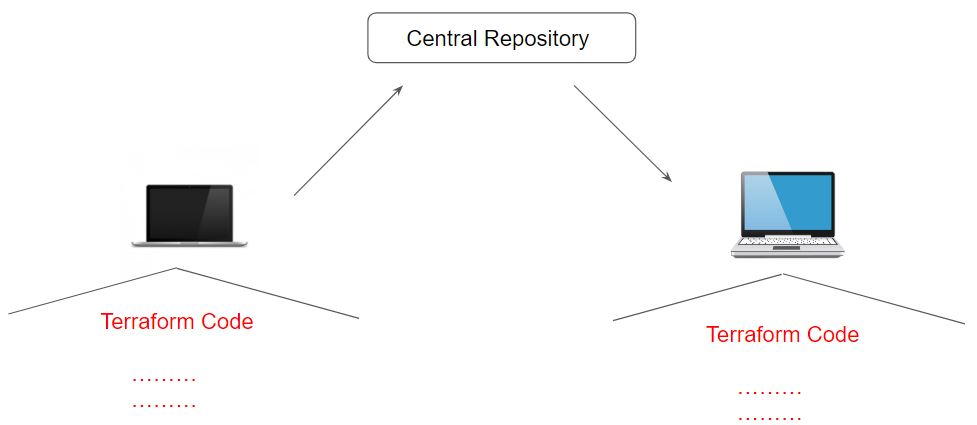 Central Repository
Terraform Code
.........
.........
Terraform Code
.........
.........